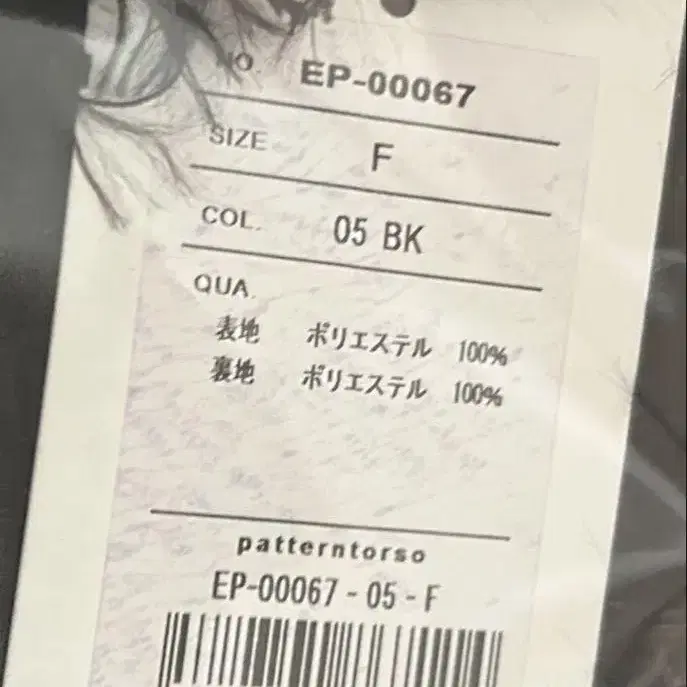 NO. EP-00067
SIZE F
COL. 05 BK
QUA.
表地 ポリエステル 100%
裏地 ポリエステル 100%
patterntorso
EP-00067-05-F